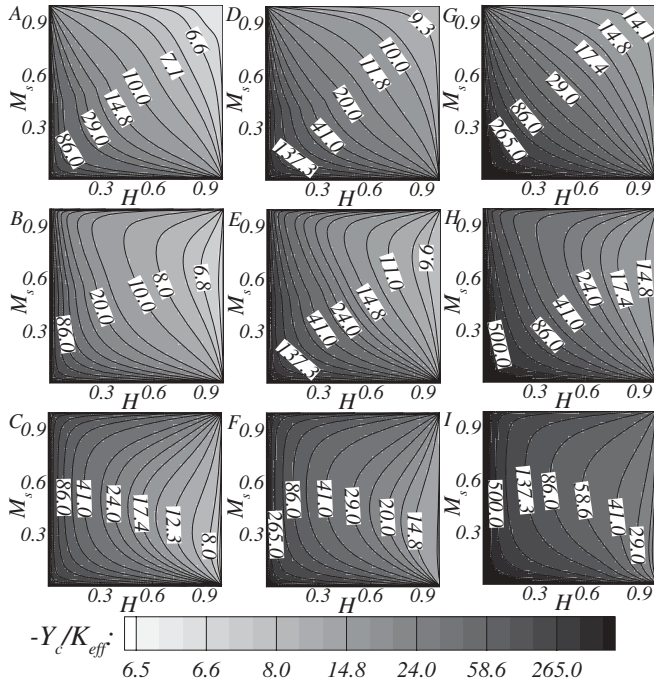 A 0.9 0.6 0.3 M_s 86.0 29.0 14.8 10.0 7.1 6.6 0.3 H 0.6 0.9
D 0.9 0.6 0.3 M_s 137.3 41.0 20.0 11.8 10.0 9.3 0.3 H 0.6 0.9
G 0.9 0.6 0.3 M_s 265.0 86.0 29.0 17.4 14.8 14.1 0.3 H 0.6 0.9
B 0.9 0.6 0.3 M_s 86.0 20.0 10.0 8.0 6.8 0.3 H 0.6 0.9
E 0.9 0.6 0.3 M_s 137.3 41.0 24.0 14.8 11.0 9.6 0.3 H 0.6 0.9
H 0.9 0.6 0.3 M_s 500.0 86.0 41.0 24.0 17.4 14.8 0.3 H 0.6 0.9
C 0.9 0.6 0.3 M_s 86.0 41.0 24.0 17.4 12.3 8.0 0.3 H 0.6 0.9
F 0.9 0.6 0.3 M_s 265.0 86.0 41.0 29.0 20.0 14.8 0.3 H 0.6 0.9
I 0.9 0.6 0.3 M_s 500.0 137.3 86.0 58.6 41.0 29.0 0.3 H 0.6 0.9
-Y_c/K_eff:
6.5 6.6 8.0 14.8 24.0 58.6 265.0